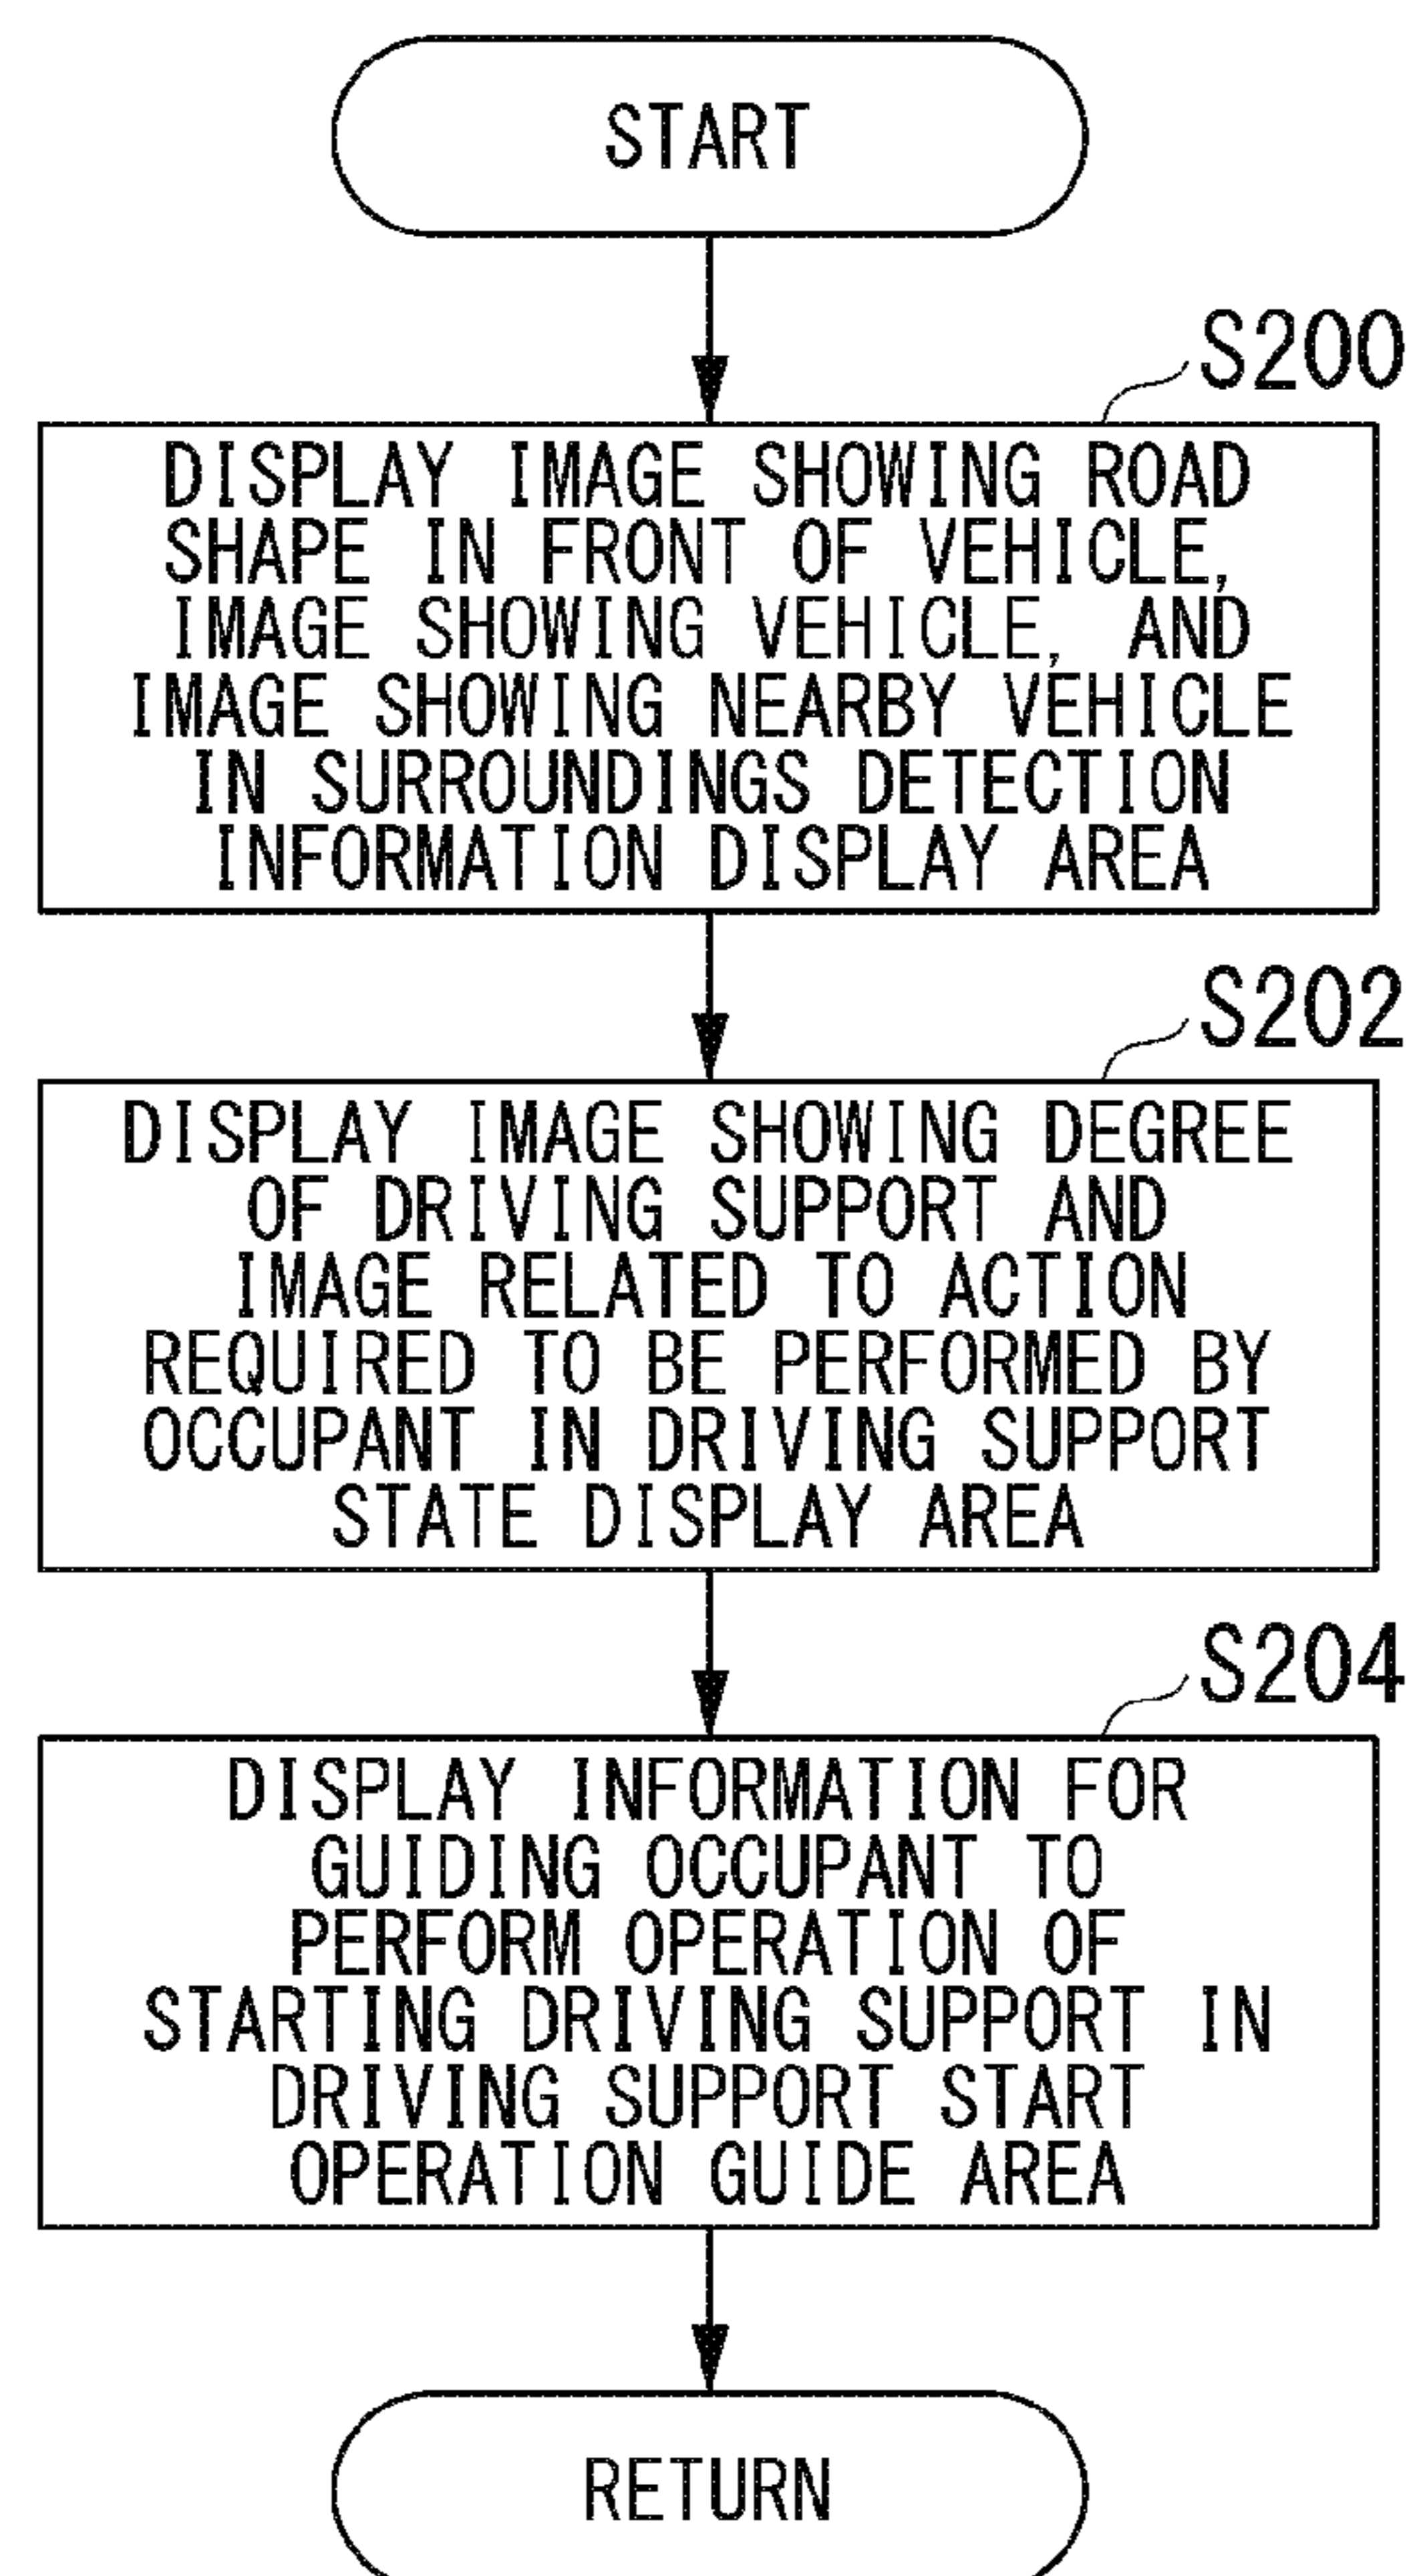 START
S200
DISPLAY IMAGE SHOWING ROAD
SHAPE IN FRONT OF VEHICLE,
IMAGE SHOWING VEHICLE, AND
IMAGE SHOWING NEARBY VEHICLE
IN SURROUNDINGS DETECTION
INFORMATION DISPLAY AREA
S202
DISPLAY IMAGE SHOWING DEGREE
OF DRIVING SUPPORT AND
IMAGE RELATED TO ACTION
REQUIRED TO BE PERFORMED BY
OCCUPANT IN DRIVING SUPPORT
STATE DISPLAY AREA
S204
DISPLAY INFORMATION FOR
GUIDING OCCUPANT TO
PERFORM OPERATION OF
STARTING DRIVING SUPPORT IN
DRIVING SUPPORT START
OPERATION GUIDE AREA
RETURN